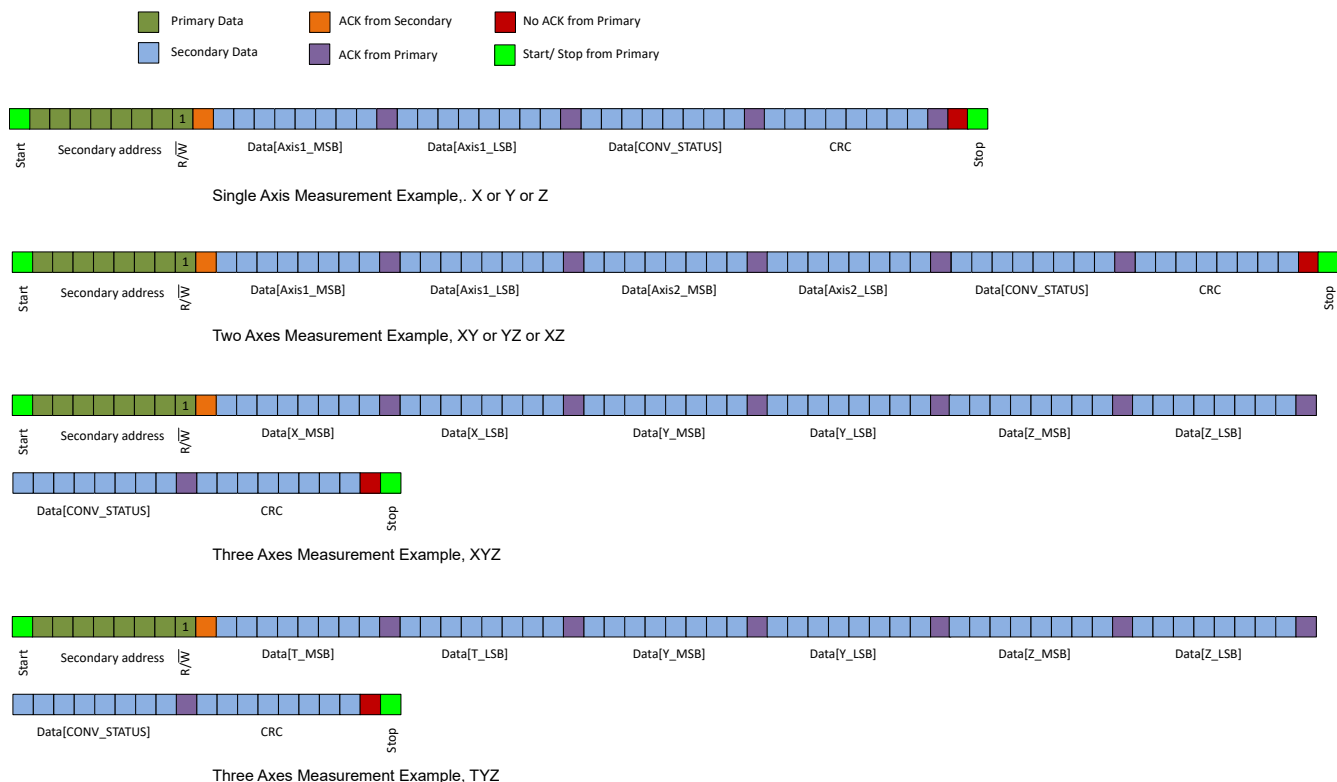 Primary Data ACK from Secondary No ACK from Primary
Secondary Data ACK from Primary Start/ Stop from Primary
1
Start Secondary address R/W Data[Axis1_MSB] Data[Axis1_LSB] Data[CONV_STATUS] CRC Stop
Single Axis Measurement Example,. X or Y or Z
1
Start Secondary address R/W Data[Axis1_MSB] Data[Axis1_LSB] Data[Axis2_MSB] Data[Axis2_LSB] Data[CONV_STATUS] CRC Stop
Two Axes Measurement Example, XY or YZ or XZ
1
Start Secondary address R/W Data[X_MSB] Data[X_LSB] Data[Y_MSB] Data[Y_LSB] Data[Z_MSB] Data[Z_LSB]
Data[CONV_STATUS] CRC Stop
Three Axes Measurement Example, XYZ
1
Start Secondary address R/W Data[T_MSB] Data[T_LSB] Data[Y_MSB] Data[Y_LSB] Data[Z_MSB] Data[Z_LSB]
Data[CONV_STATUS] CRC Stop
Three Axes Measurement Example, TYZ